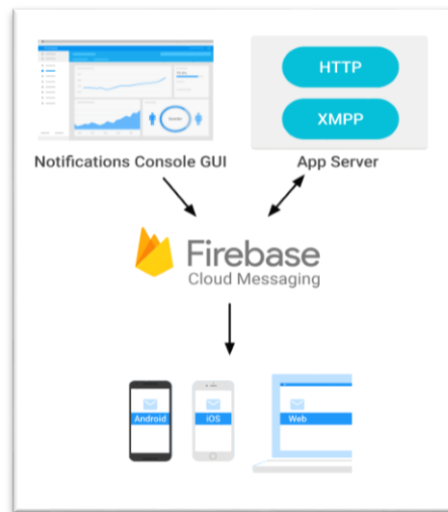 HTTP
XMPP
Notifications Console GUI
App Server
Firebase
Cloud Messaging
Android
iOS
Web